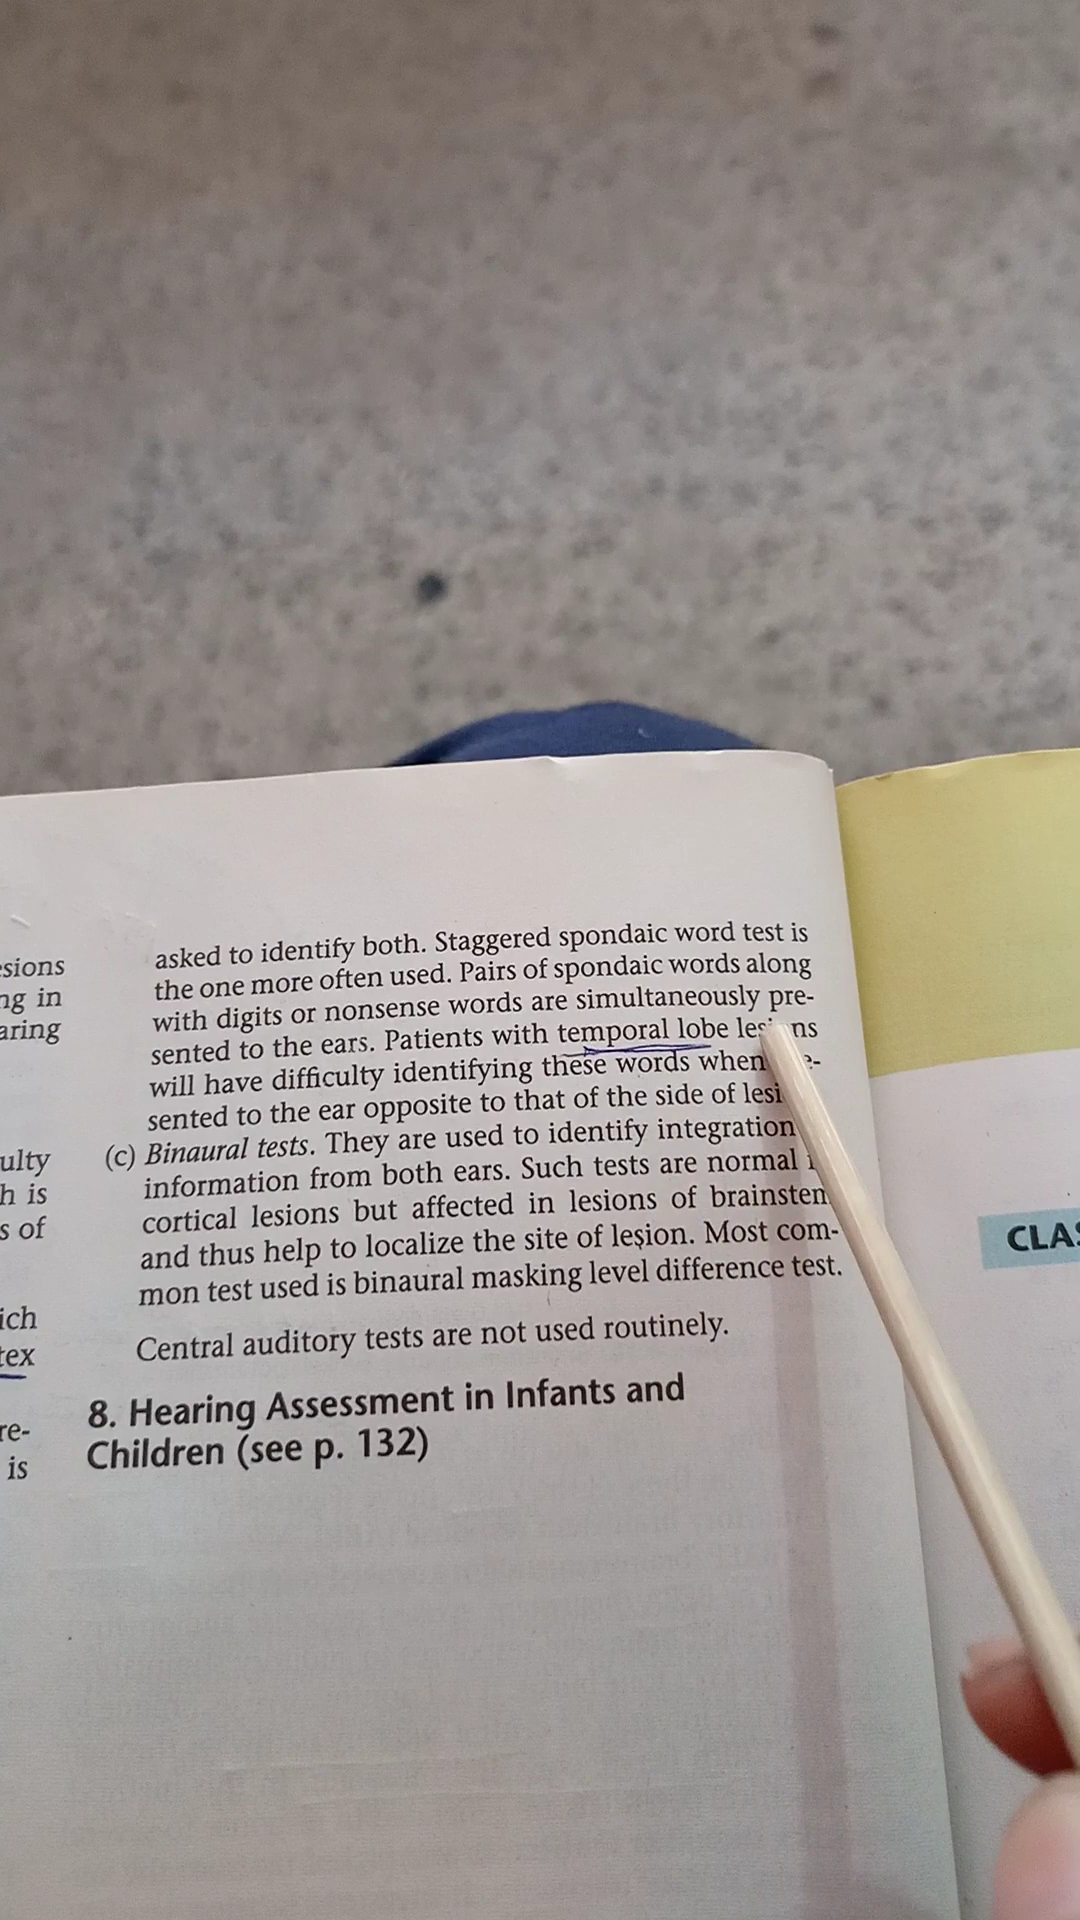 esions
ng in
aring
ulty
h is
s of
ich
tex
re-
is
asked to identify both. Staggered spondaic word test is
the one more often used. Pairs of spondaic words along
with digits or nonsense words are simultaneously pre-
sented to the ears. Patients with temporal lobe
will have difficulty identifying these words when
sented to the ear opposite to that of the side of
(c) Binaural tests. They are used to identify integration
information from both ears. Such tests are normal
cortical lesions but affected in lesions of
and thus help to localize the site of lesion. Most com-
mon test used is binaural masking level difference test.
Central auditory tests are not used routinely.
8. Hearing Assessment in Infants and
Children (see p. 132)
CLAS